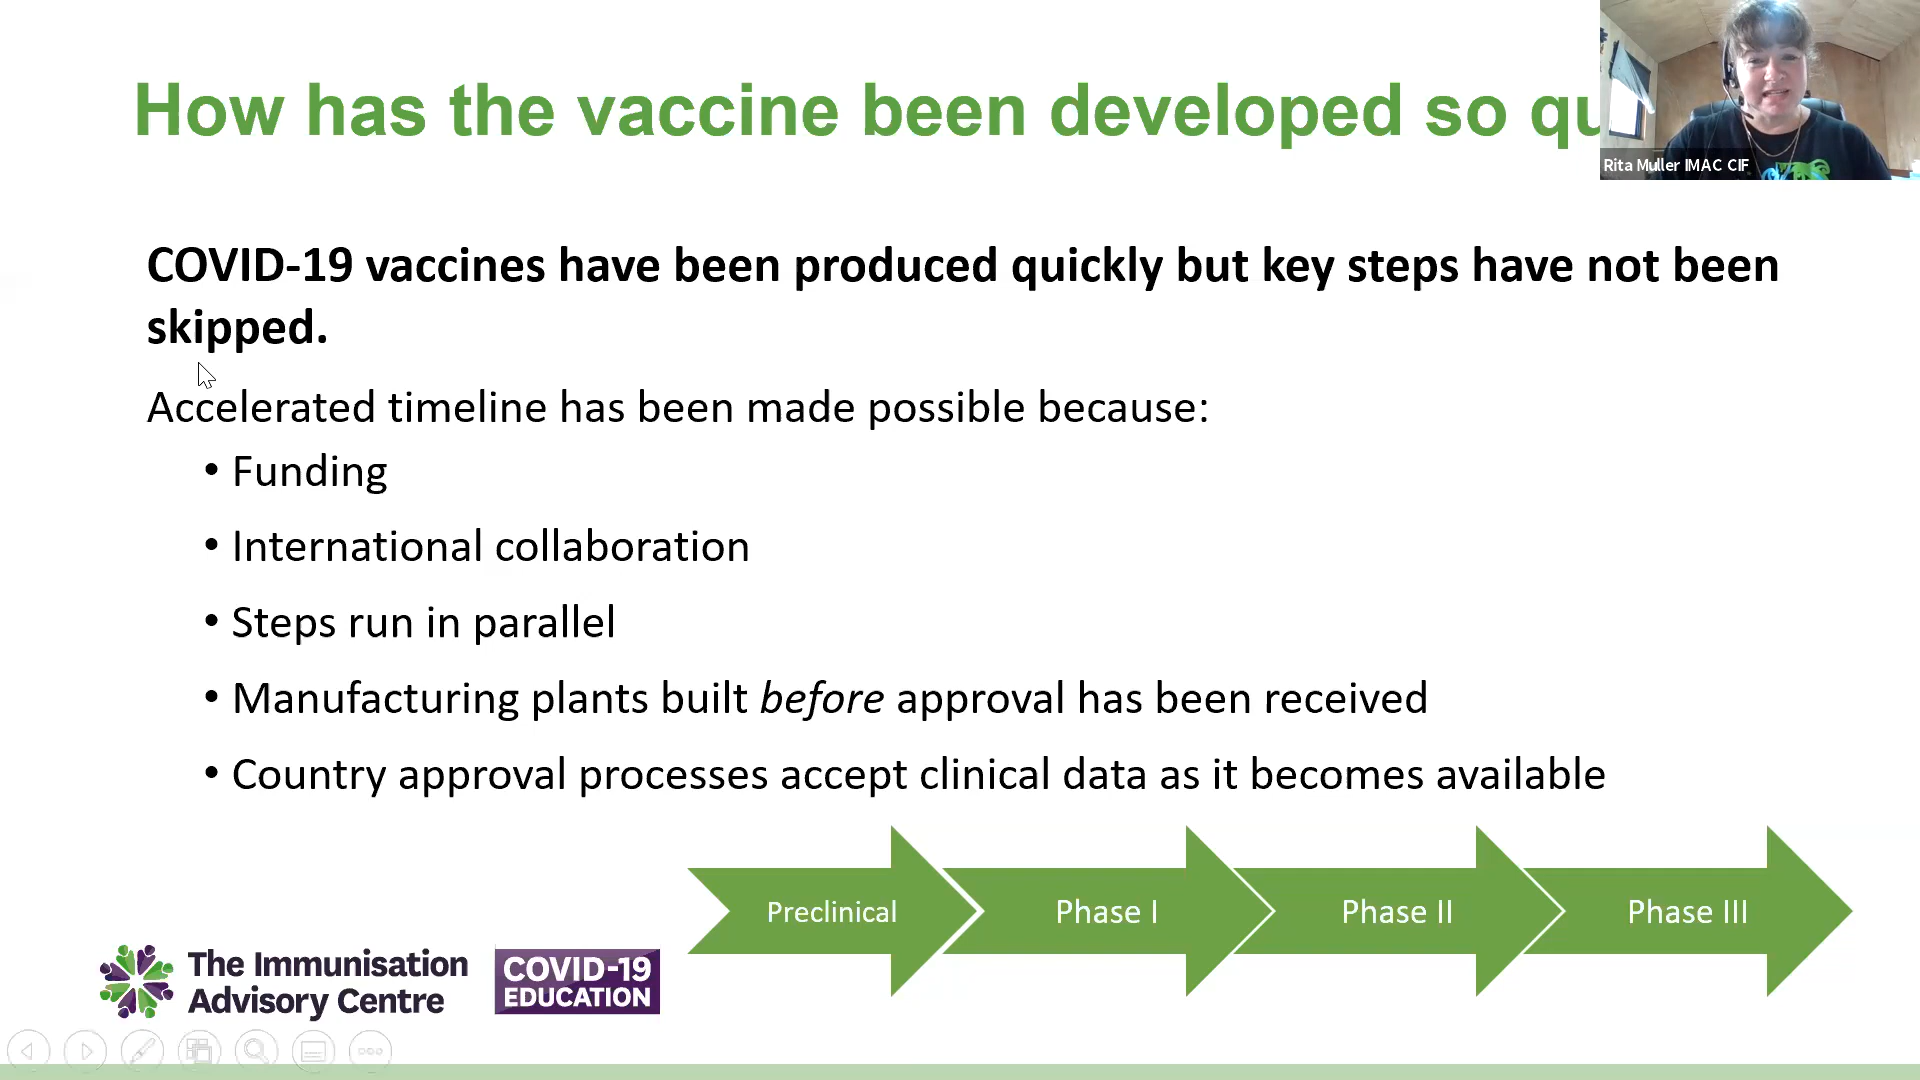 How has the vaccine been developed so qu
Rita Muller IMAC CIF
COVID-19 vaccines have been produced quickly but key steps have not been
skipped.
Accelerated timeline has been made possible because:
• Funding
• International collaboration
• Steps run in parallel
• Manufacturing plants built before approval has been received
• Country approval processes accept clinical data as it becomes available
Preclinical
Phase I
Phase II
Phase III
The Immunisation
Advisory Centre
COVID-19
EDUCATION